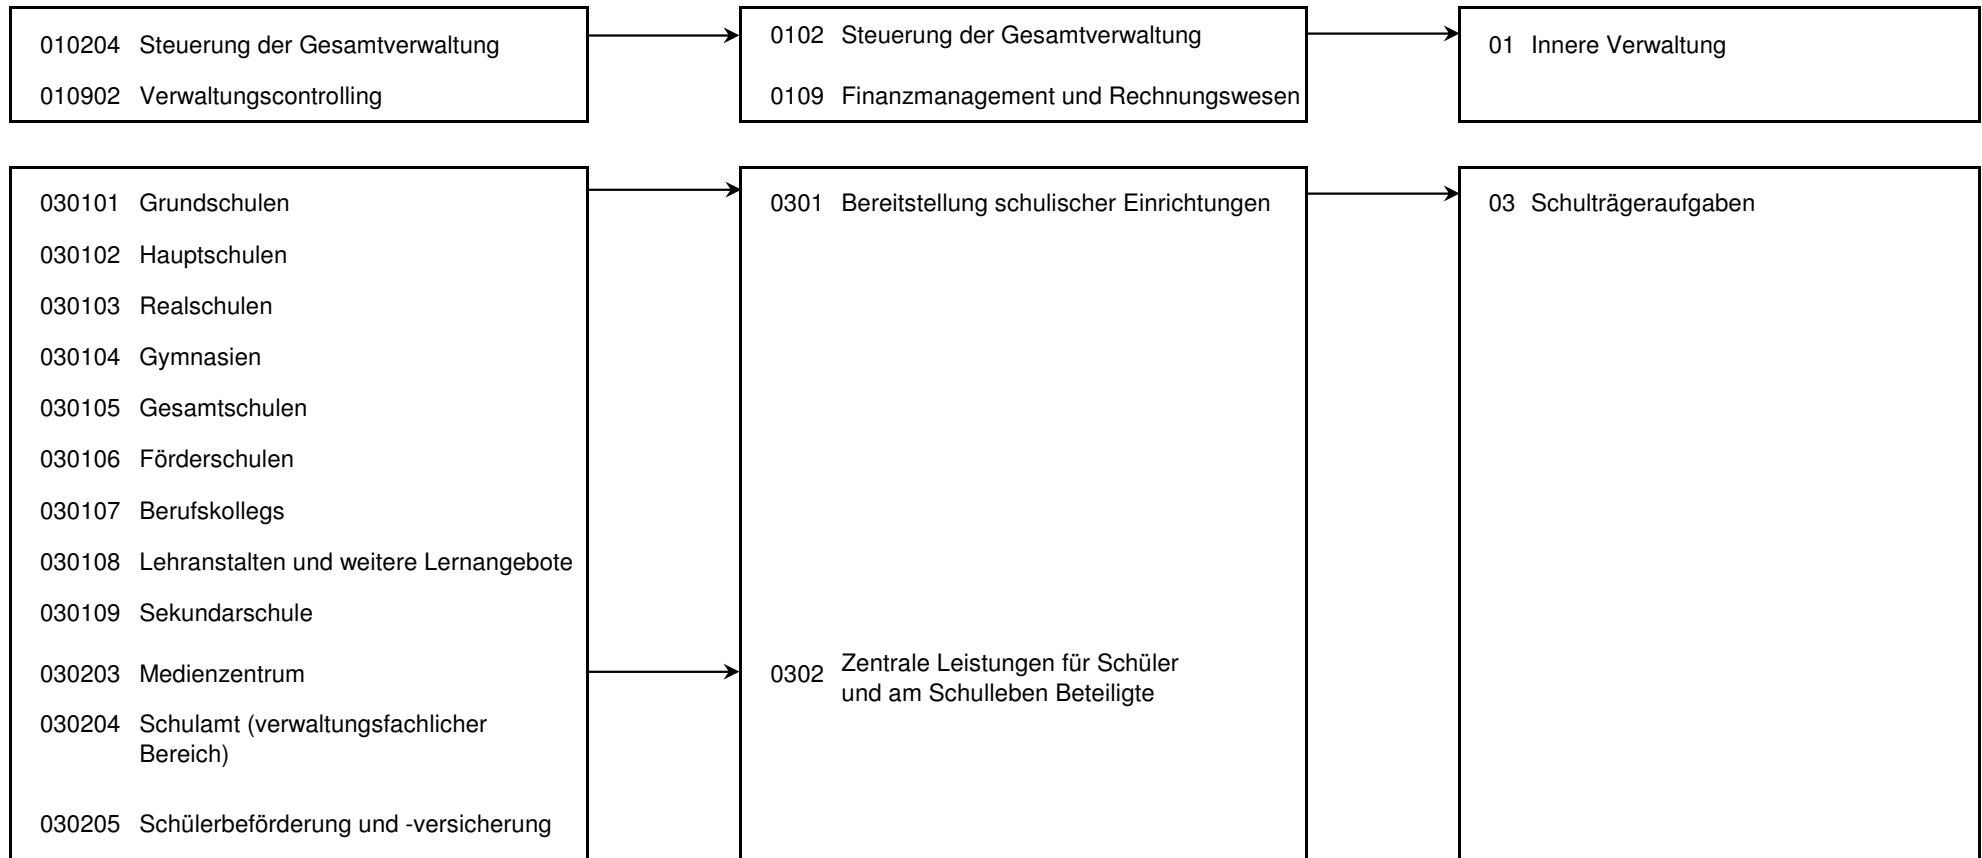 010204 Steuerung der Gesamtverwaltung
010902 Verwaltungscontrolling
0102 Steuerung der Gesamtverwaltung
0109 Finanzmanagement und Rechnungswesen
01 Innere Verwaltung
030101 Grundschulen
030102 Hauptschulen
030103 Realschulen
030104 Gymnasien
030105 Gesamtschulen
030106 Förderschulen
030107 Berufskollegs
030108 Lehranstalten und weitere Lernangebote
030109 Sekundarschule
030203 Medienzentrum
030204 Schulamt (verwaltungsfachlicher
Bereich)
030205 Schülerbeförderung und -versicherung
0301 Bereitstellung schulischer Einrichtungen
0302 Zentrale Leistungen für Schüler
und am Schulleben Beteiligte
03 Schulträgeraufgaben